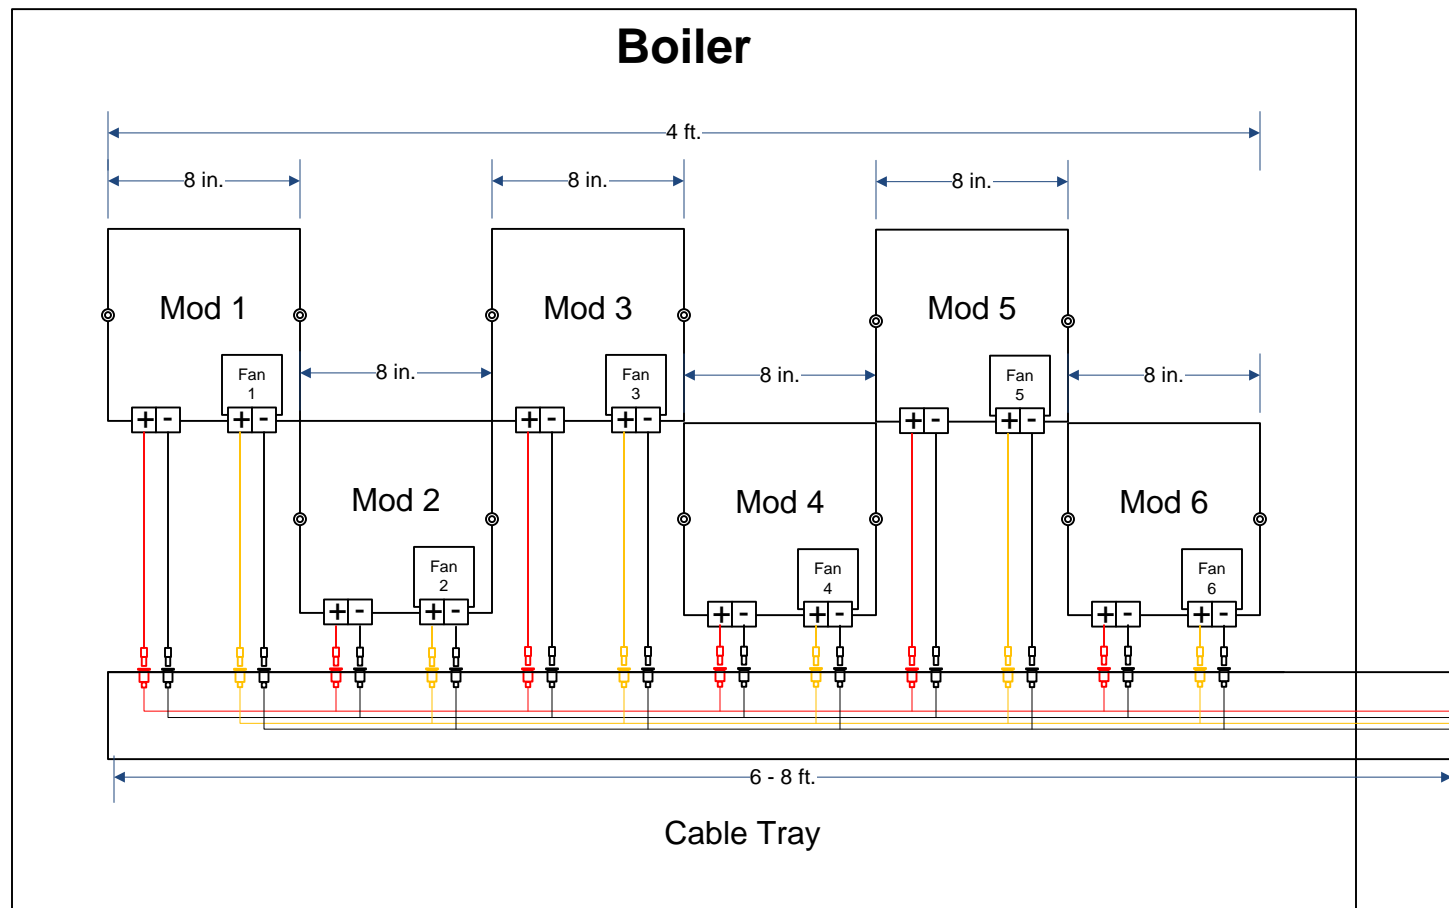 Boiler
4 ft.
8 in.
8 in.
8 in.
Mod 1
Mod 3
Mod 5
Fan
1
8 in.
Fan
3
8 in.
Fan
5
8 in.
+ -
+ -
+ -
+ -
+ -
+ -
Mod 2
Mod 4
Mod 6
Fan
2
Fan
4
Fan
6
+ -
+ -
+ -
+ -
+ -
+ -
6 - 8 ft.
Cable Tray